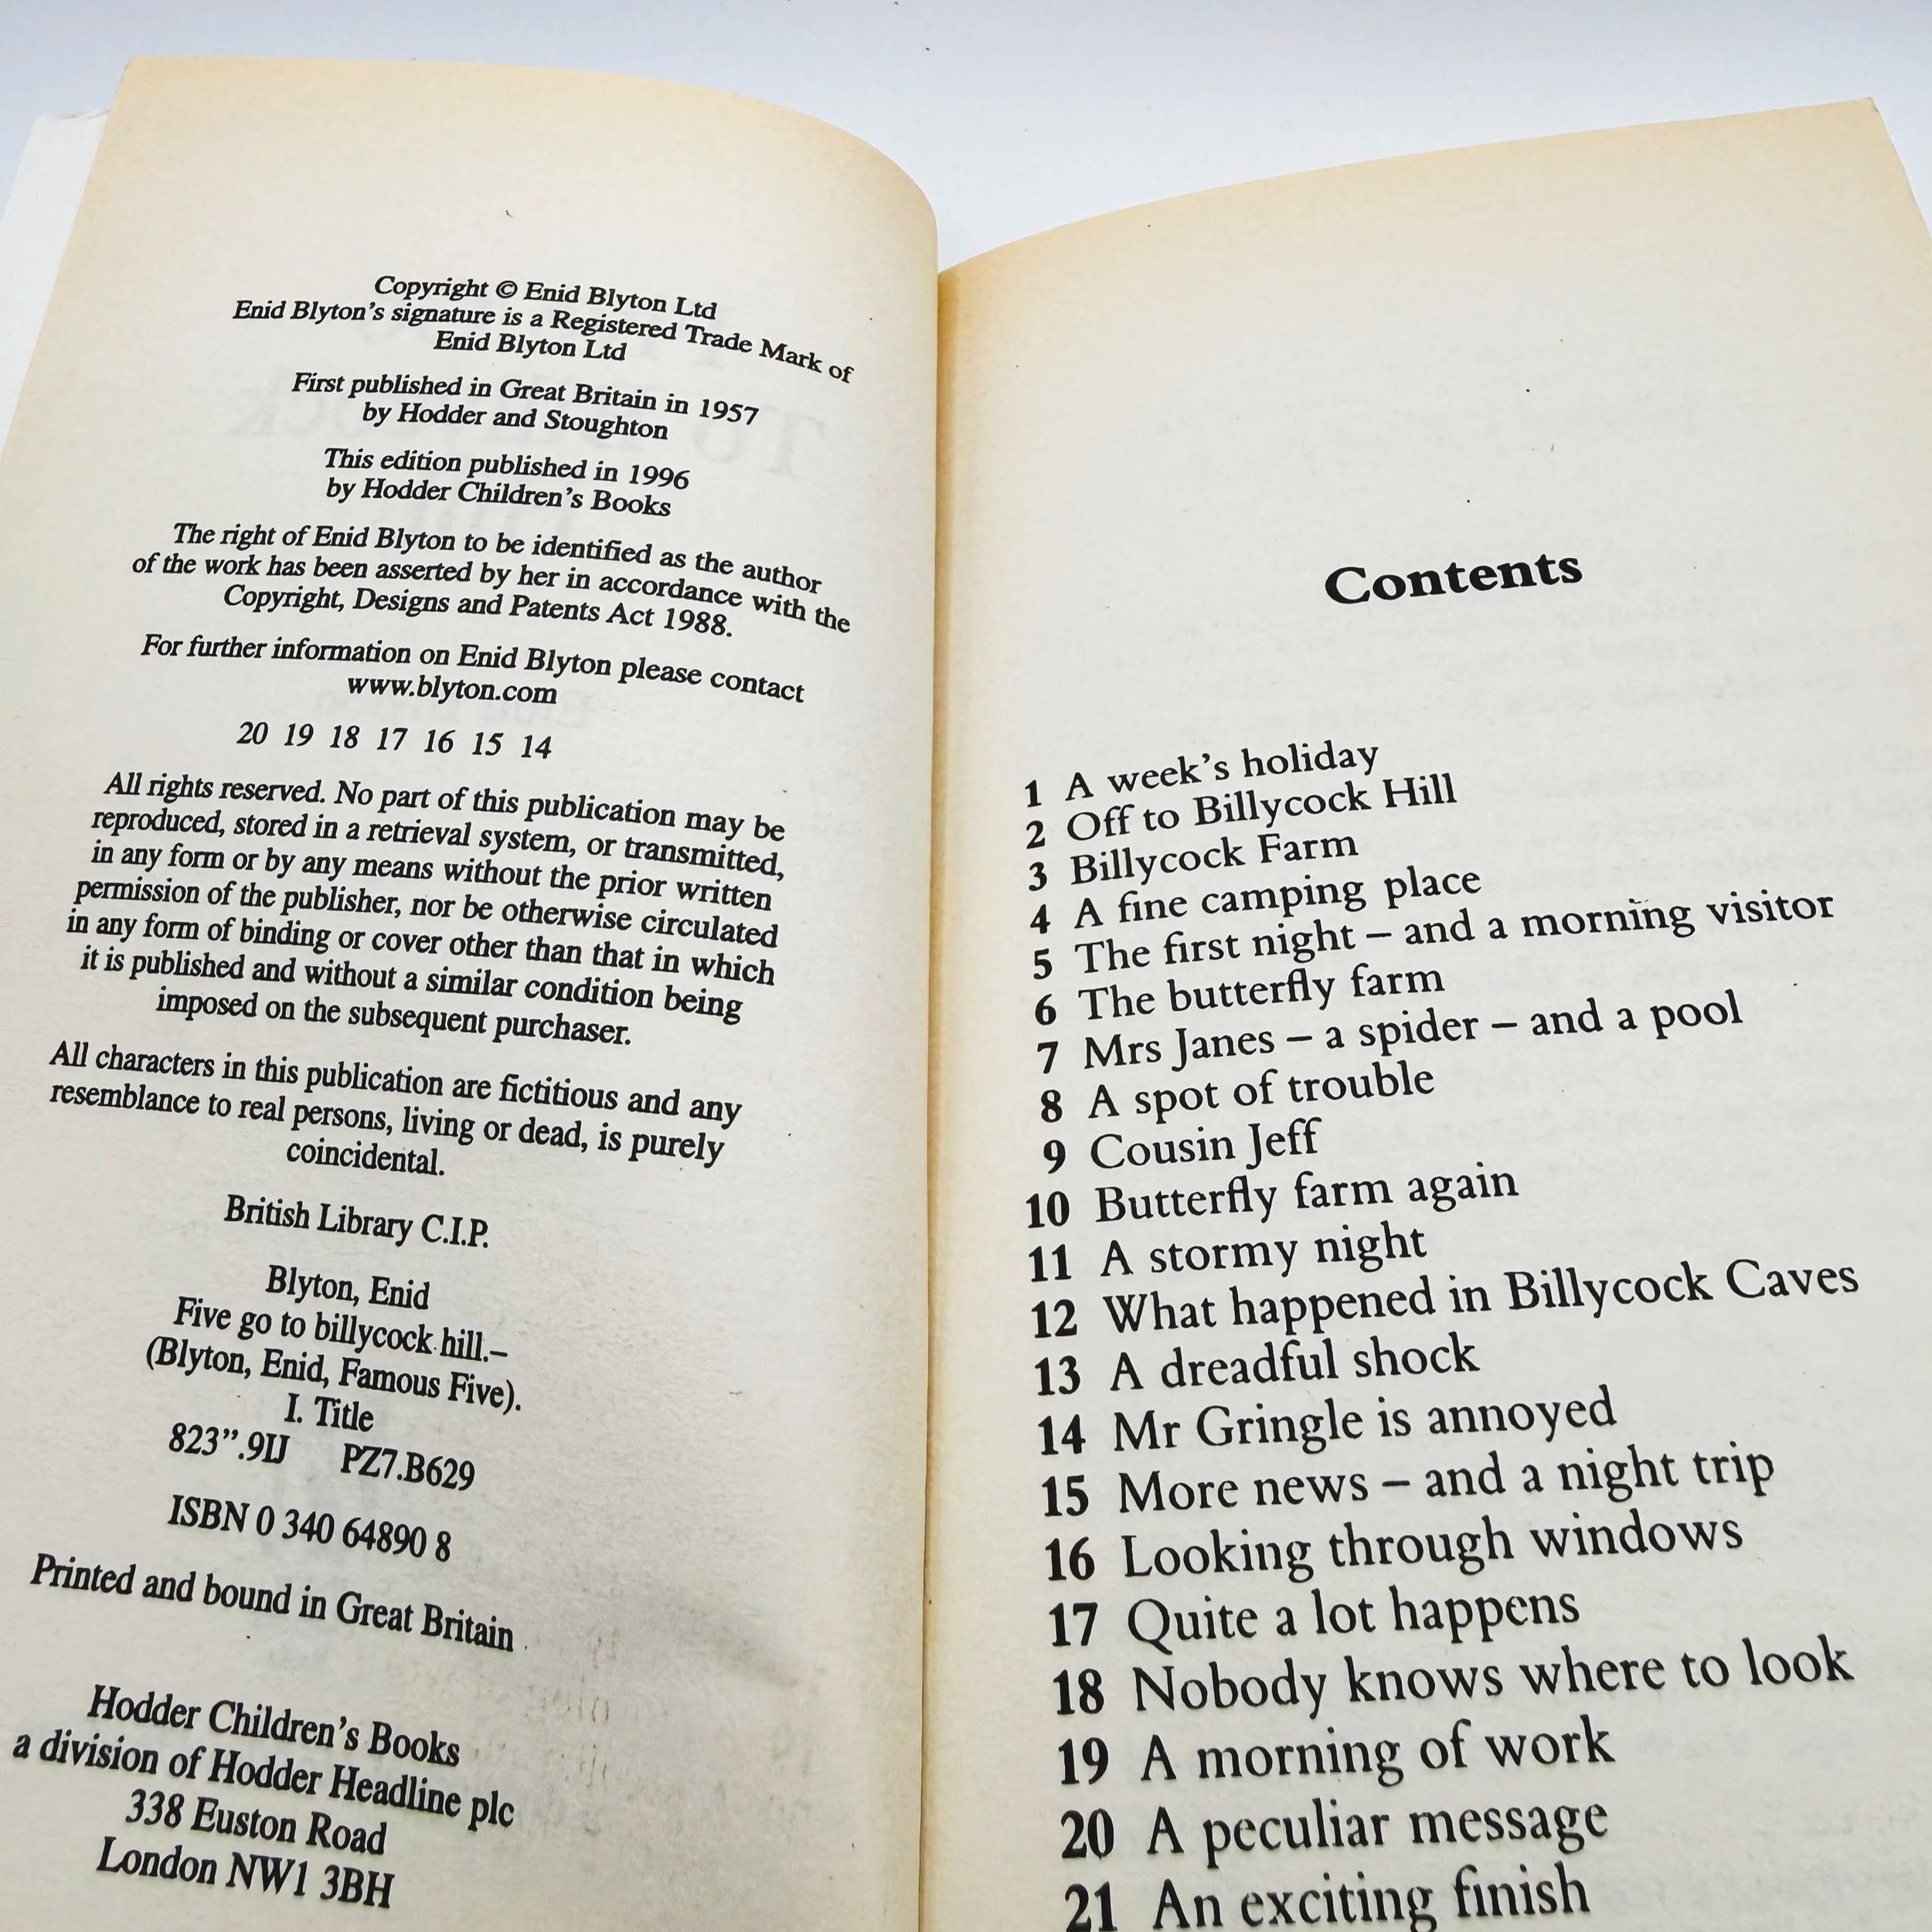 Copyright © Enid Blyton Ltd
Enid Blyton's signature is a Registered Trade Mark of
Enid Blyton Ltd
First published in Great Britain in 1957
by Hodder and Stoughton
This edition published in 1996
by Hodder Children's Books
The right of Enid Blyton to be identified as the author
of the work has been asserted by her in accordance with the
Copyright, Designs and Patents Act 1988.
For further information on Enid Blyton please contact
www.blyton.com
20 19 18 17 16 15 14
All rights reserved. No part of this publication may be
reproduced, stored in a retrieval system, or transmitted,
in any form or by any means without the prior written
permission of the publisher, nor be otherwise circulated
in any form of binding or cover other than that in which
it is published and without a similar condition being
imposed on the subsequent purchaser.
All characters in this publication are fictitious and any
resemblance to real persons, living or dead, is purely
coincidental.
British Library C.I.P.
Blyton, Enid
Five go to billycock hill.–
(Blyton, Enid, Famous Five).
I. Title
823".9IJ PZ7.B629
ISBN 0 340 64890 8
Printed and bound in Great Britain
Hodder Children's Books
a division of Hodder Headline plc
338 Euston Road
London NW1 3BH
Contents
1 A week's holiday
2 Off to Billycock Hill
3 Billycock Farm
4 A fine camping place
5 The first night – and a morning visitor
6 The butterfly farm
7 Mrs Janes – a spider – and a pool
8 A spot of trouble
9 Cousin Jeff
10 Butterfly farm again
11 A stormy night
12 What happened in Billycock Caves
13 A dreadful shock
14 Mr Gringle is annoyed
15 More news – and a night trip
16 Looking through windows
17 Quite a lot happens
18 Nobody knows where to look
19 A morning of work
20 A peculiar message
21 An exciting finish